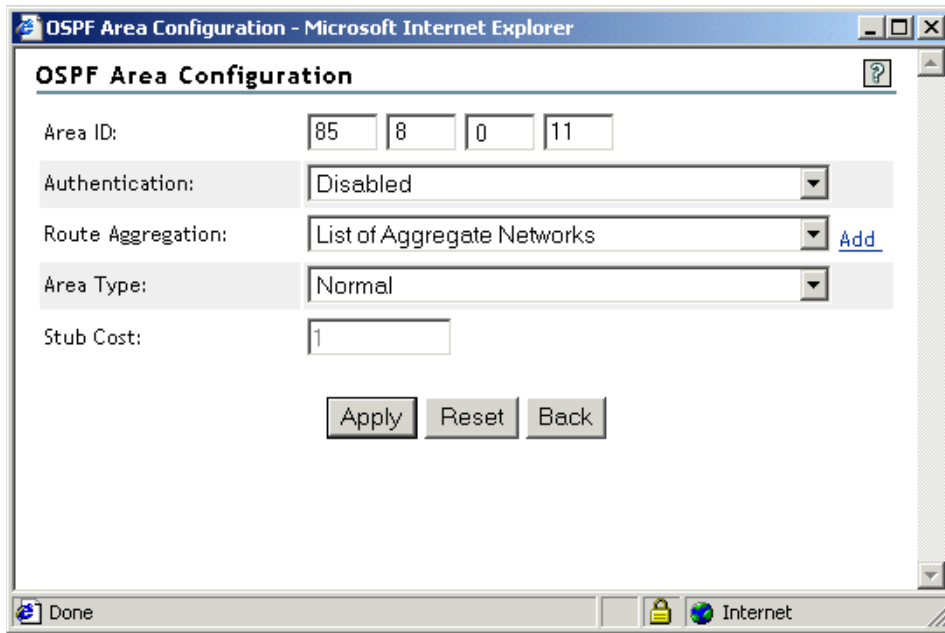 OSPF Area Configuration - Microsoft Internet Explorer
OSPF Area Configuration ?
Area ID: 85 8 0 11
Authentication: Disabled
Route Aggregation: List of Aggregate Networks Add
Area Type: Normal
Stub Cost: 1
Apply Reset Back
Done Internet